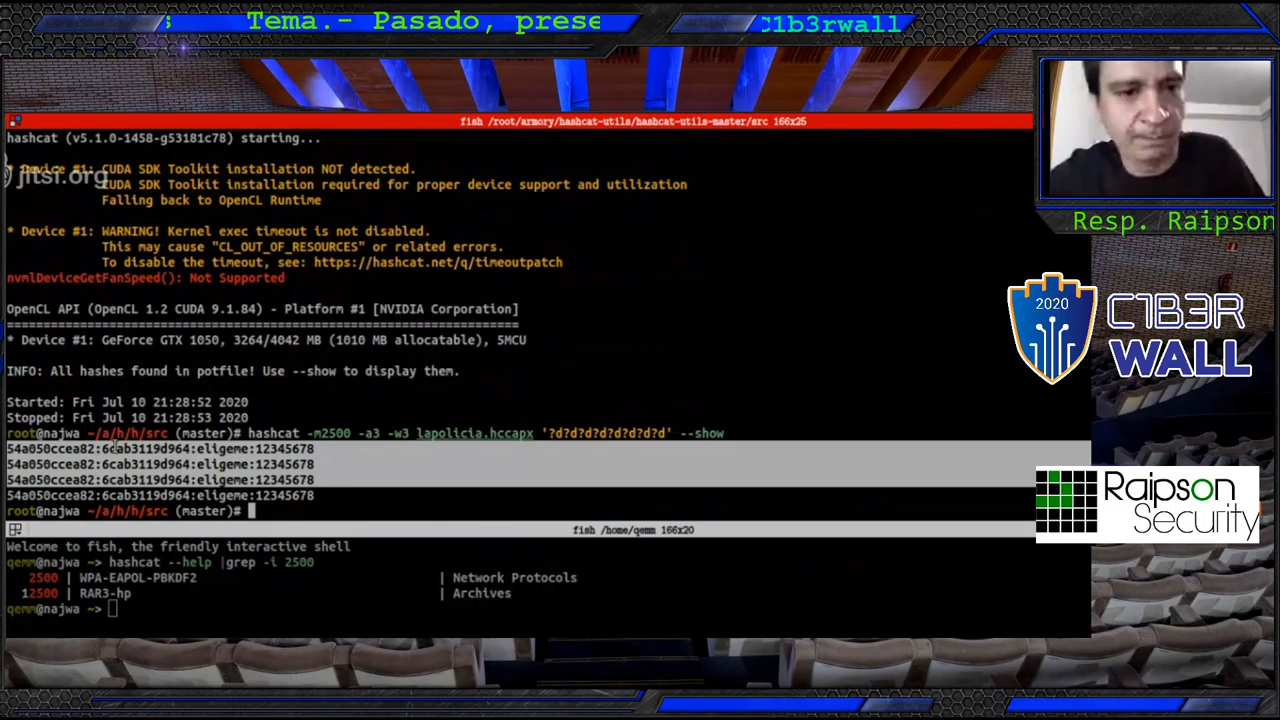 Tema.- Pasado, prese
C1b3rwall
fish /root/armory/hashcat-utils/hashcat-utils-master/src 166x25
hashcat (v5.1.0-1458-g53181c78) starting...
* Device #1: CUDA SDK Toolkit installation NOT detected.
CUDA SDK Toolkit installation required for proper device support and utilization
Falling back to OpenCL Runtime
jitsi.org
* Device #1: WARNING! Kernel exec timeout is not disabled.
This may cause "CL_OUT_OF_RESOURCES" or related errors.
To disable the timeout, see: https://hashcat.net/q/timeoutpatch
nvmlDeviceGetFanSpeed(): Not Supported
OpenCL API (OpenCL 1.2 CUDA 9.1.84) - Platform #1 [NVIDIA Corporation]
======================================================================
* Device #1: GeForce GTX 1050, 3264/4042 MB (1010 MB allocatable), 5MCU
INFO: All hashes found in potfile! Use --show to display them.
Started: Fri Jul 10 21:28:52 2020
Stopped: Fri Jul 10 21:28:53 2020
root@najwa ~/a/h/h/src (master)# hashcat -m2500 -a3 -w3 lapolicia.hccapx '?d?d?d?d?d?d?d?d' --show
54a050ccea82:6cab3119d964:eligeme:12345678
54a050ccea82:6cab3119d964:eligeme:12345678
54a050ccea82:6cab3119d964:eligeme:12345678
54a050ccea82:6cab3119d964:eligeme:12345678
root@najwa ~/a/h/h/src (master)#
fish /home/qemm 166x20
Welcome to fish, the friendly interactive shell
qemm@najwa ~> hashcat --help |grep -i 2500
2500 | WPA-EAPOL-PBKDF2 | Network Protocols
12500 | RAR3-hp | Archives
qemm@najwa ~>
Resp. Raipson
2020
C1B3R
WALL
Raipson
Security